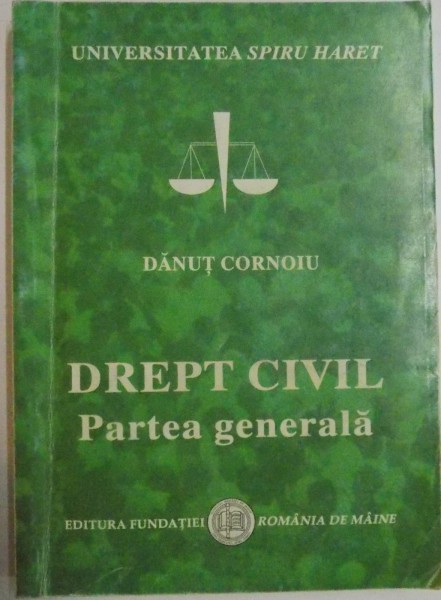 UNIVERSITATEA SPIRU HARET
DĂNUȚ CORNOIU
DREPT CIVIL
Partea generală
EDITURA FUNDAȚIEI ROMÂNIA DE MÂINE